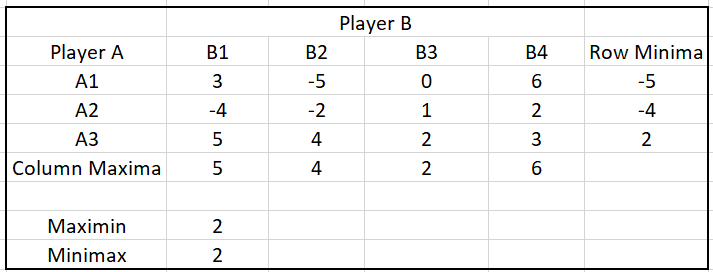 Player B
Player A B1 B2 B3 B4 Row Minima
A1 3 -5 0 6 -5
A2 -4 -2 1 2 -4
A3 5 4 2 3 2
Column Maxima 5 4 2 6
Maximin 2
Minimax 2